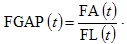 FGAP (t) = FA (t) / FL (t) .